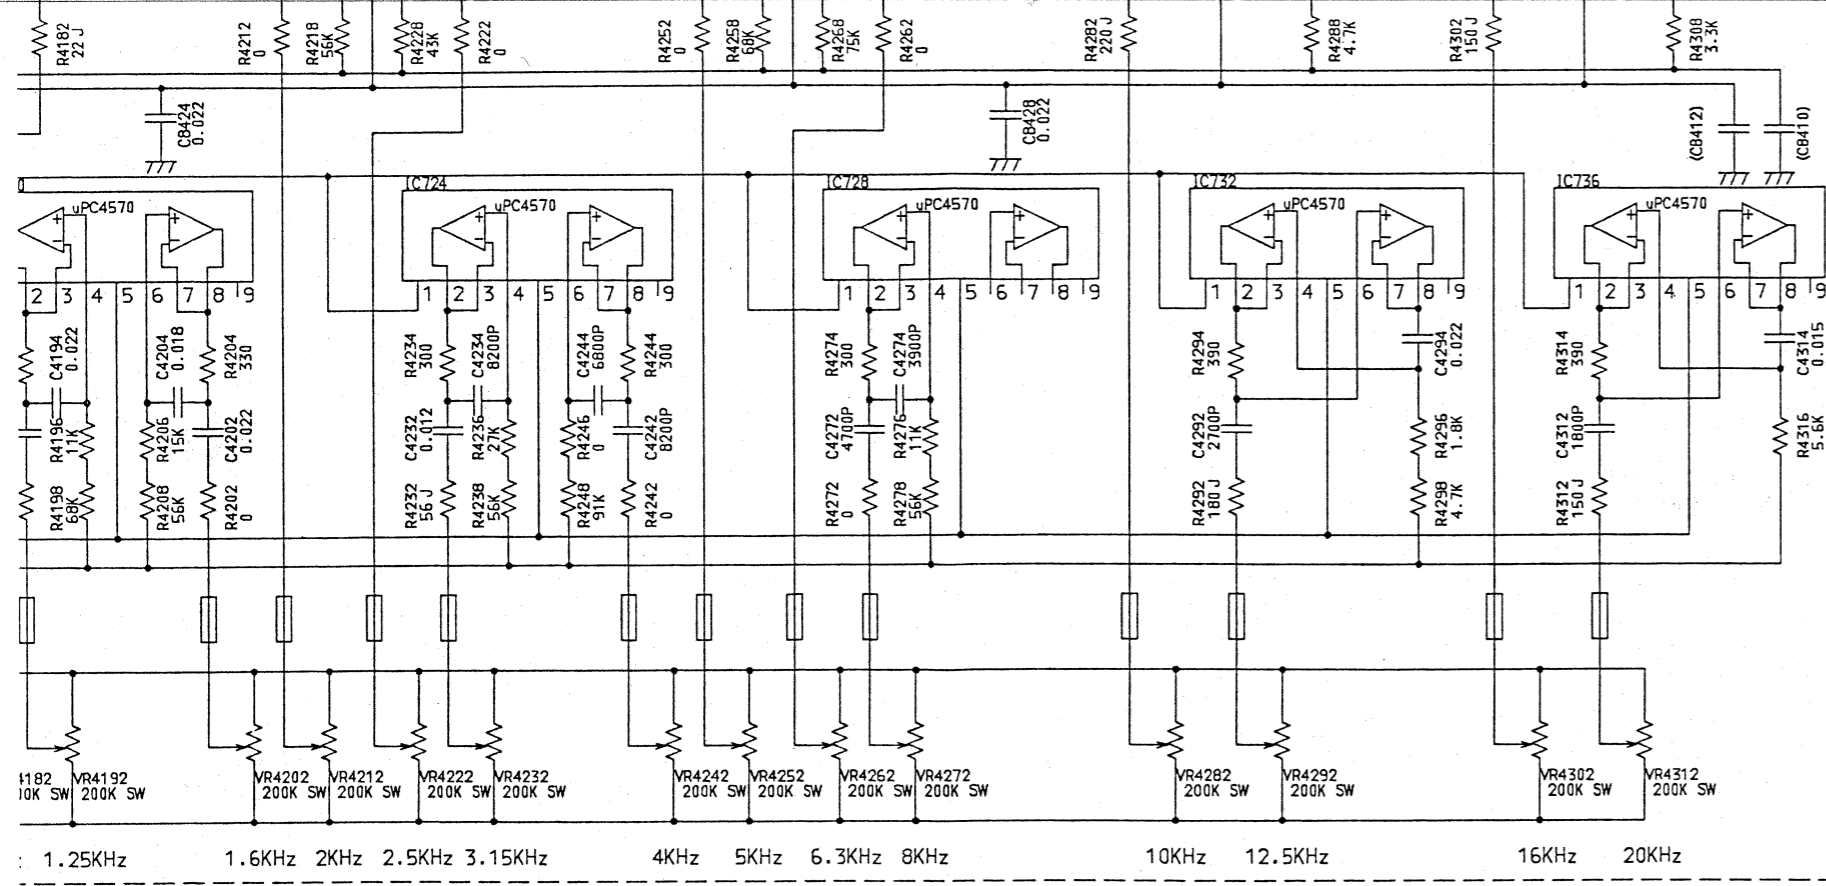 R4182
22J
R4212
0
R4218
56K
R4228
43K
R4222
0
R4252
0
R4258
68K
R4268
75K
R4262
0
R4282
220J
R4288
4.7K
R4302
150J
R4308
3.3K
C8424
0.022
C8428
0.022
(C8412)
(C8410)
IC724
IC728
IC732
IC736
uPC4570
uPC4570
uPC4570
uPC4570
uPC4570
2 3 4 5 6 7 8 9
1 2 3 4 5 6 7 8 9
1 2 3 4 5 6 7 8 9
1 2 3 4 5 6 7 8 9
1 2 3 4 5 6 7 8 9
C4194
0.022
C4204
0.018
R4204
330
R4234
300
C4234
8200P
C4244
6800P
R4244
300
R4274
300
C4274
3900P
R4294
390
C4294
0.022
R4314
390
C4314
0.015
R4196
11K
R4206
15K
C4202
0.022
C4232
0.012
R4236
27K
R4246
0
C4242
8200P
C4272
4700P
R4276
11K
C4292
2700P
R4296
1.8K
C4312
1800P
R4316
5.6K
R4198
68K
R4208
56K
R4202
0
R4232
56J
R4238
56K
R4248
91K
R4242
0
R4272
0
R4278
56K
R4292
180J
R4298
4.7K
R4312
150J
4182
VR4192
200K SW
VR4202
200K SW
VR4212
200K SW
VR4222
200K SW
VR4232
200K SW
VR4242
200K SW
VR4252
200K SW
VR4262
200K SW
VR4272
200K SW
VR4282
200K SW
VR4292
200K SW
VR4302
200K SW
VR4312
200K SW
1.25KHz 1.6KHz 2KHz 2.5KHz 3.15KHz 4KHz 5KHz 6.3KHz 8KHz 10KHz 12.5KHz 16KHz 20KHz